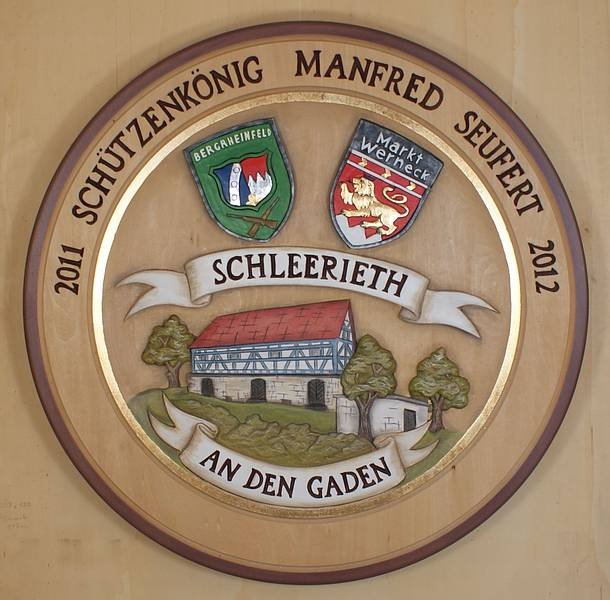 2011 SCHÜTZENKÖNIG MANFRED SEUFERT 2012
BERGRHEINFELD
Markt
Werneck
SCHLEERIETH
AN DEN GADEN